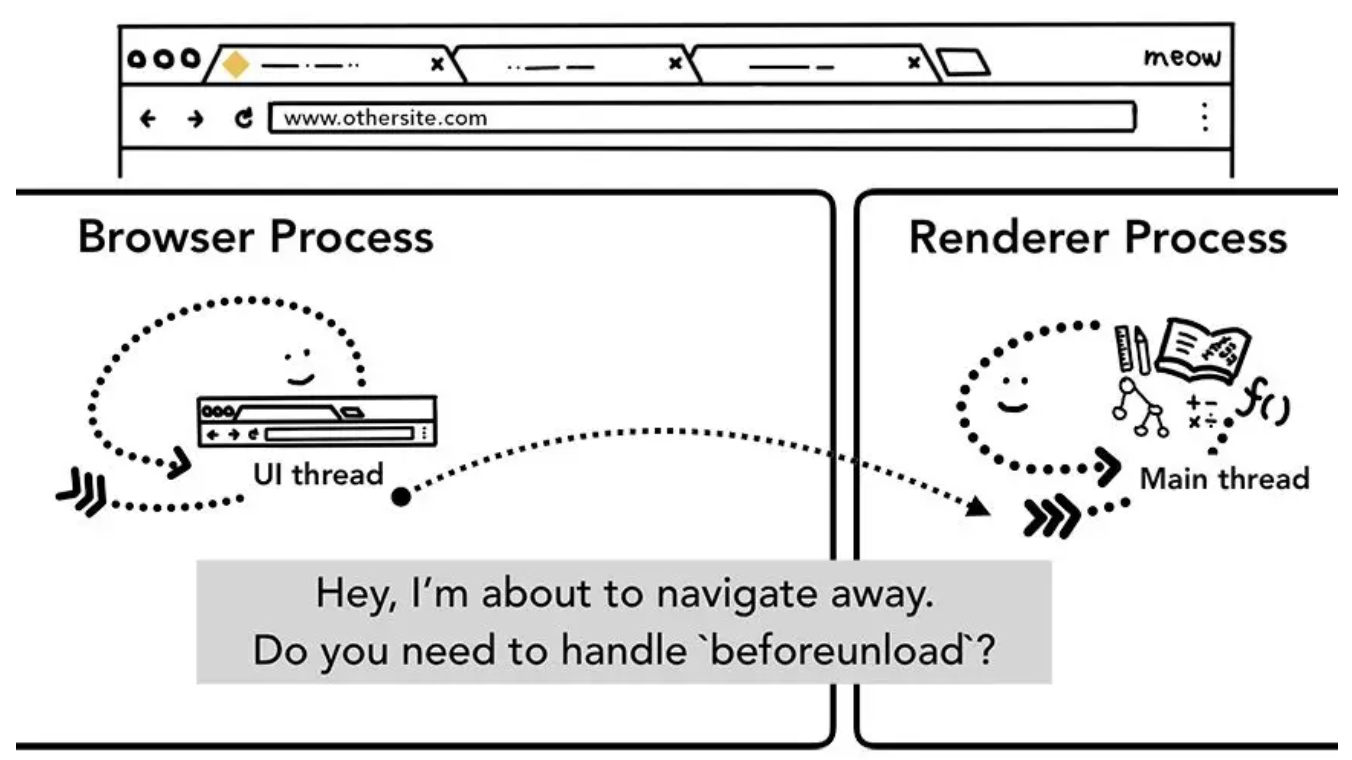 meow
www.othersite.com
Browser Process
Renderer Process
UI thread
f()
Main thread
Hey, I'm about to navigate away.
Do you need to handle `beforeunload`?